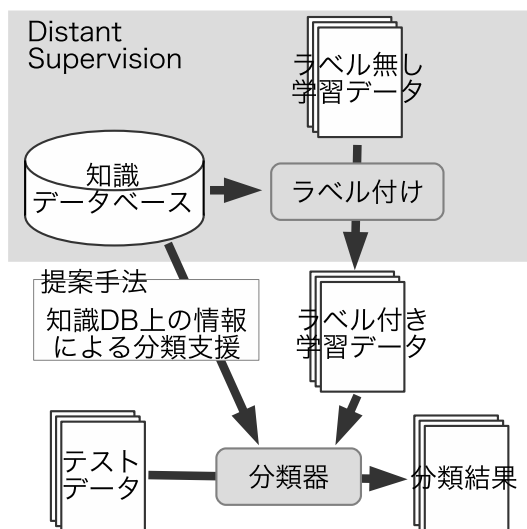 Distant
Supervision
ラベル無し
学習データ
知識
データベース
ラベル付け
提案手法
知識DB上の情報
による分類支援
ラベル付き
学習データ
テスト
データ
分類器
分類結果